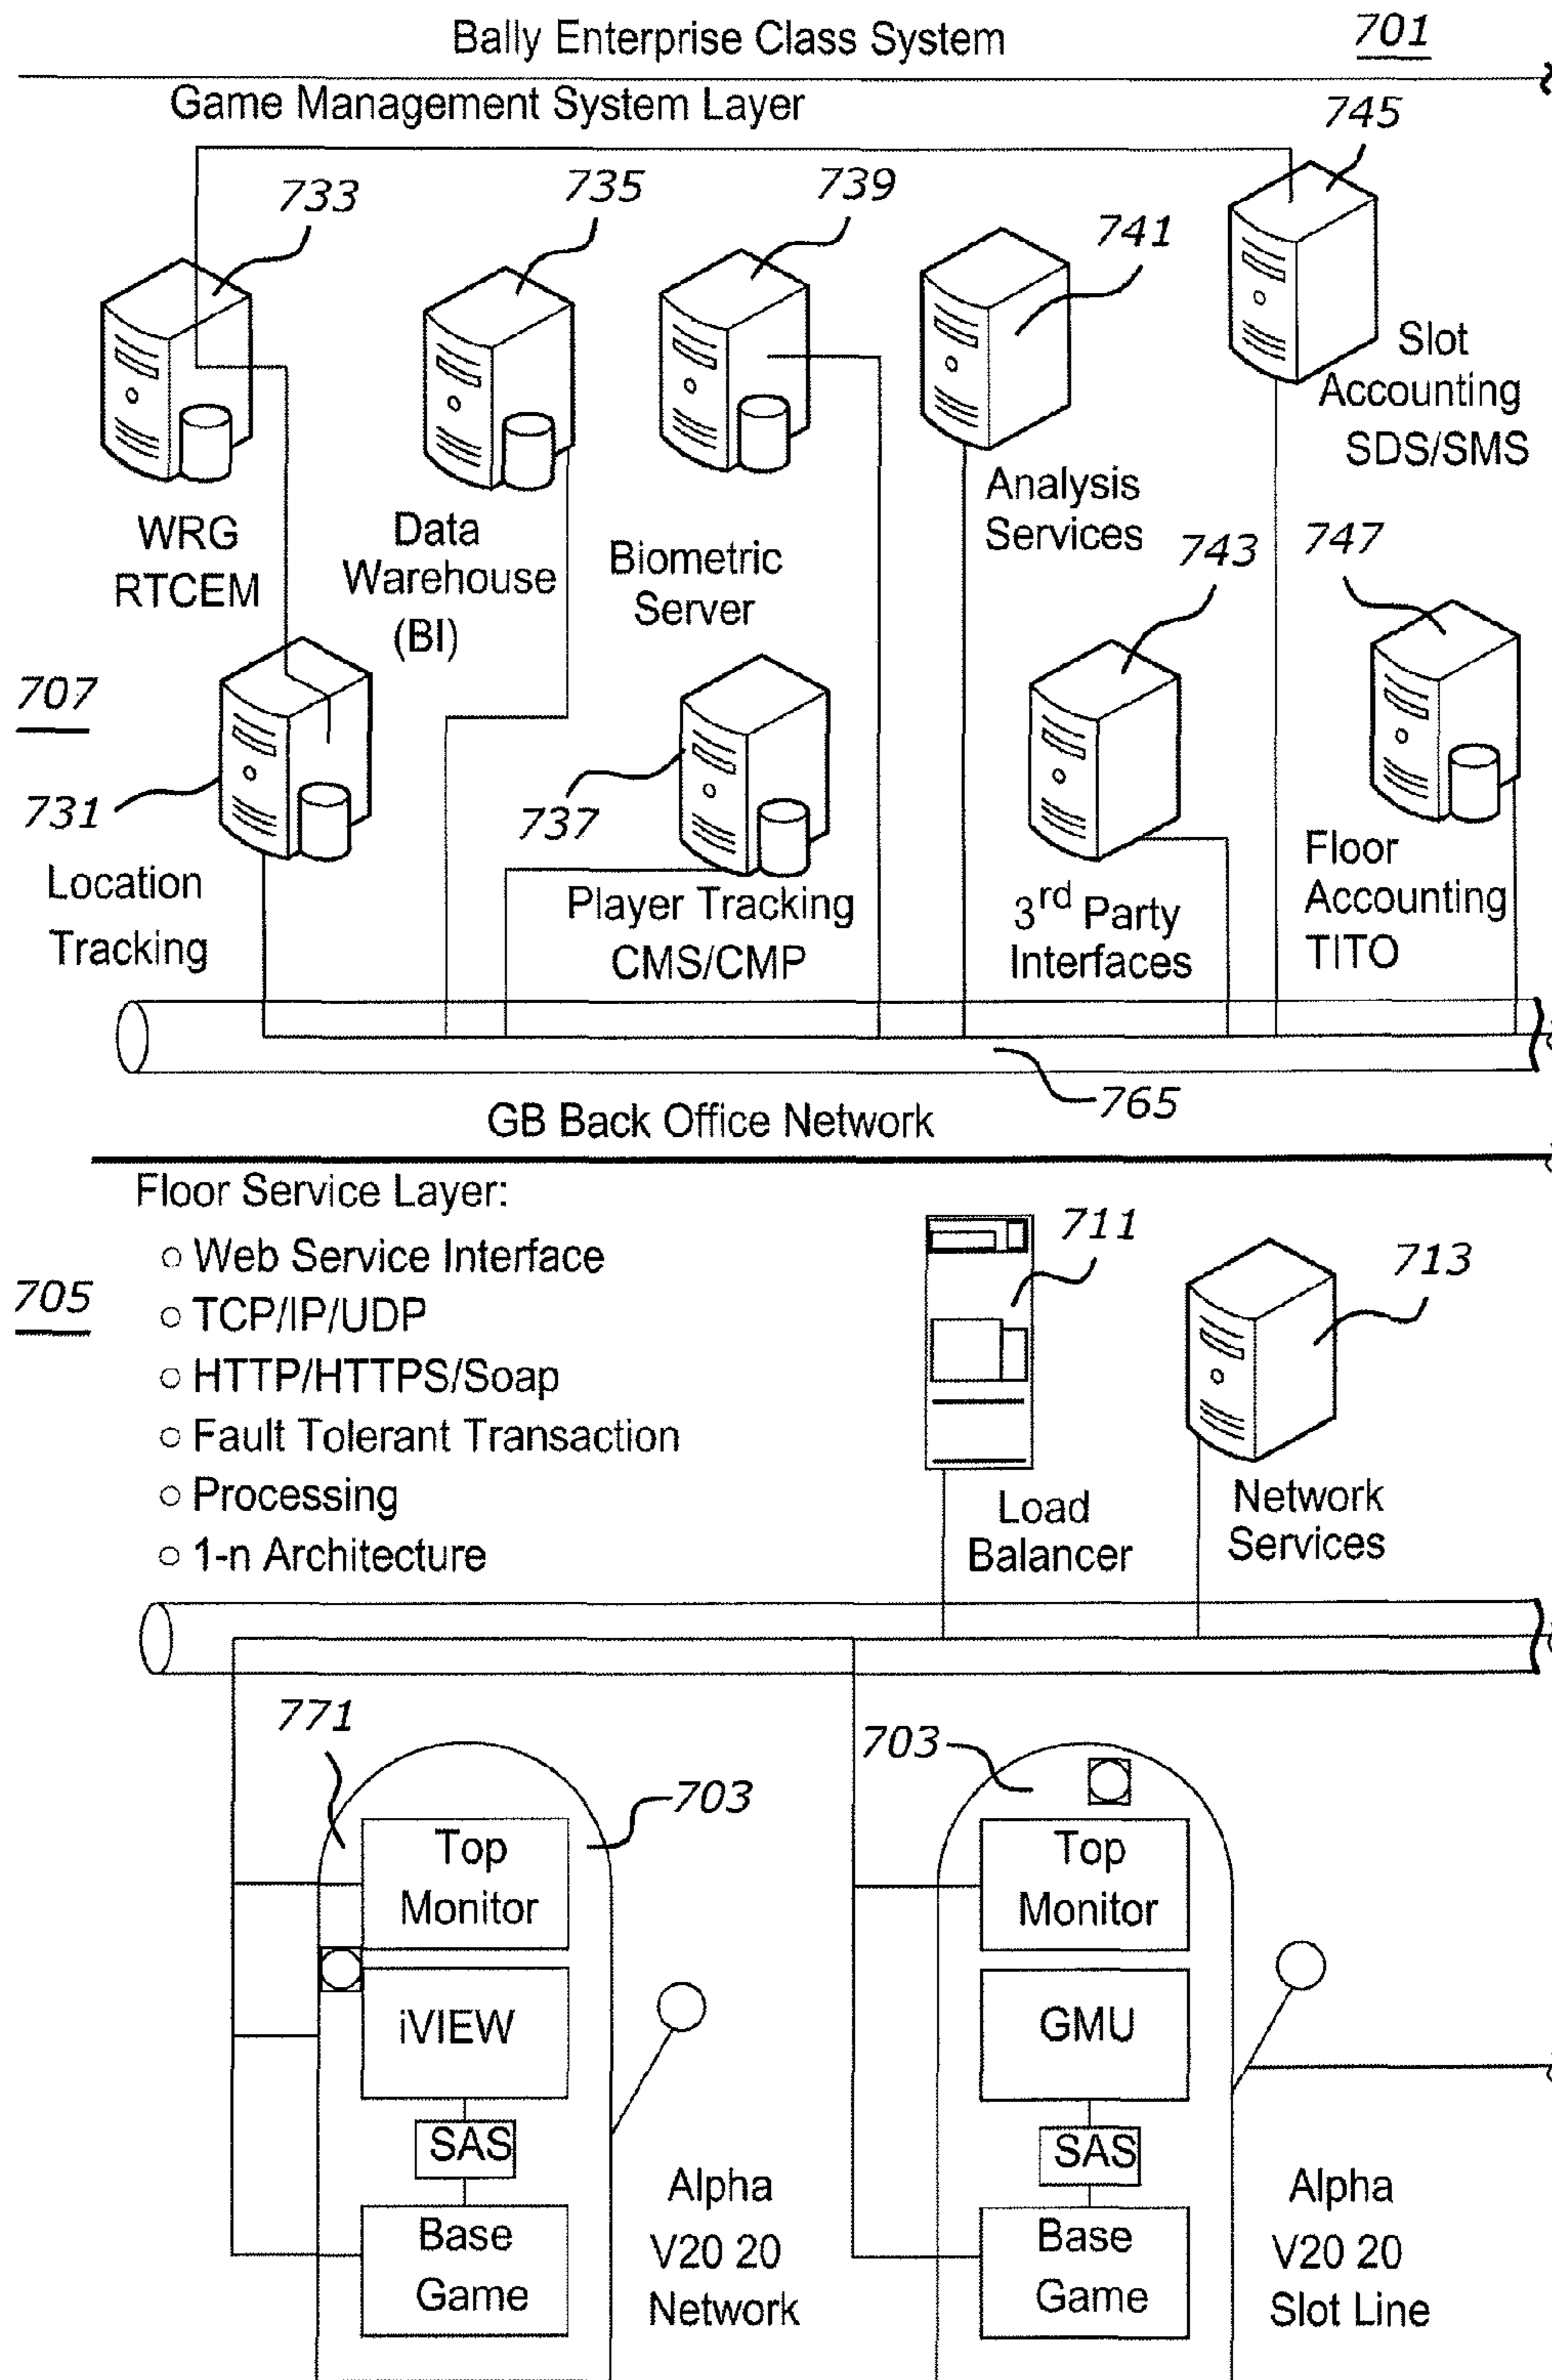 Bally Enterprise Class System
701
Game Management System Layer
745
733
735
739
741
Slot
Accounting
SDS/SMS
Analysis
Services
WRG
RTCEM
Data
Warehouse
(BI)
Biometric
Server
743
747
707
731
737
Location
Tracking
Player Tracking
CMS/CMP
3rd Party
Interfaces
Floor
Accounting
TITO
765
GB Back Office Network
Floor Service Layer:
○ Web Service Interface
○ TCP/IP/UDP
○ HTTP/HTTPS/Soap
○ Fault Tolerant Transaction
○ Processing
○ 1-n Architecture
705
711
713
Load
Balancer
Network
Services
771
703
703
Top
Monitor
iVIEW
SAS
Base
Game
Alpha
V20 20
Network
Top
Monitor
GMU
SAS
Base
Game
Alpha
V20 20
Slot Line